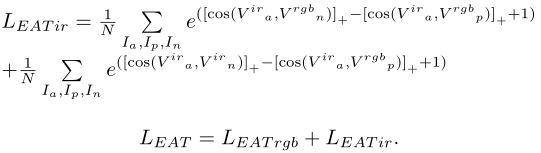 L_{EATir} = \frac{1}{N} \sum_{I_a, I_p, I_n} e^{([\cos({V^{ir}}_a, {V^{rgb}}_n)]_+ - [\cos({V^{ir}}_a, {V^{rgb}}_p)]_+ + 1)}
+ \frac{1}{N} \sum_{I_a, I_p, I_n} e^{([\cos({V^{ir}}_a, {V^{ir}}_n)]_+ - [\cos({V^{ir}}_a, {V^{rgb}}_p)]_+ + 1)}
L_{EAT} = L_{EATrgb} + L_{EATir}.